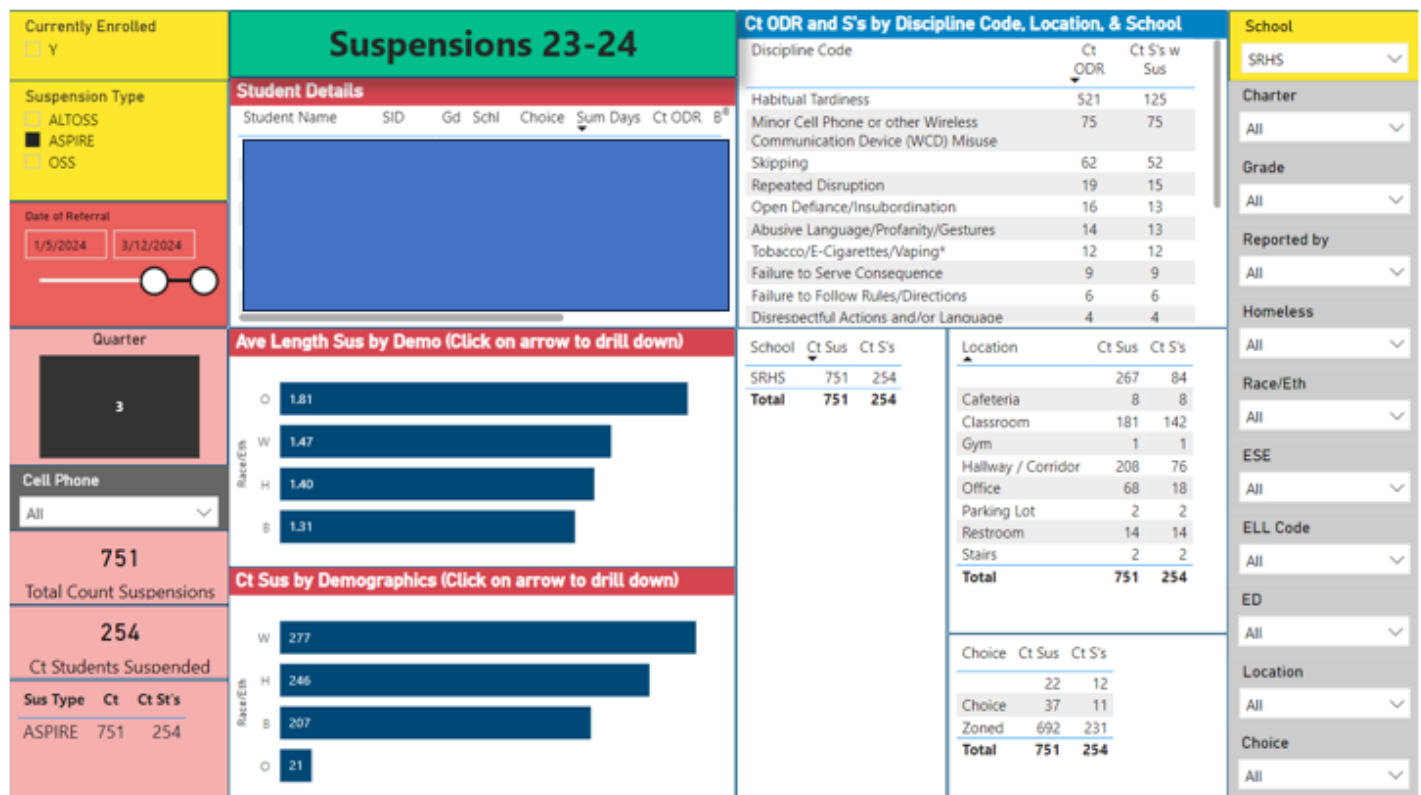 Currently Enrolled
Y
Suspension Type
ALTOSS
ASPIRE
OSS
Date of Referral
1/5/2024 3/12/2024
Quarter
3
Cell Phone
All
751
Total Count Suspensions
254
Ct Students Suspended
Sus Type Ct Ct St's
ASPIRE 751 254
Suspensions 23-24
Student Details
Student Name SID Gd Schl Choice Sum Days Ct ODR
Ave Length Sus by Demo (Click on arrow to drill down)
Race/Eth
O 1.81
W 1.47
H 1.40
B 1.31
Ct Sus by Demographics (Click on arrow to drill down)
Race/Eth
W 277
H 246
B 207
O 21
Ct ODR and S's by Discipline Code, Location, & School
Discipline Code Ct ODR Ct S's w Sus
Habitual Tardiness 521 125
Minor Cell Phone or other Wireless 75 75
Communication Device (WCD) Misuse
Skipping 62 52
Repeated Disruption 19 15
Open Defiance/Insubordination 16 13
Abusive Language/Profanity/Gestures 14 13
Tobacco/E-Cigarettes/Vaping* 12 12
Failure to Serve Consequence 9 9
Failure to Follow Rules/Directions 6 6
Disrespectful Actions and/or Language 4 4
School Ct Sus Ct S's
SRHS 751 254
Total 751 254
Location Ct Sus Ct S's
267 84
Cafeteria 8 8
Classroom 181 142
Gym 1 1
Hallway / Corridor 208 76
Office 68 18
Parking Lot 2 2
Restroom 14 14
Stairs 2 2
Total 751 254
Choice Ct Sus Ct S's
22 12
Choice 37 11
Zoned 692 231
Total 751 254
School
SRHS
Charter
All
Grade
All
Reported by
All
Homeless
All
Race/Eth
All
ESE
All
ELL Code
All
ED
All
Location
All
Choice
All